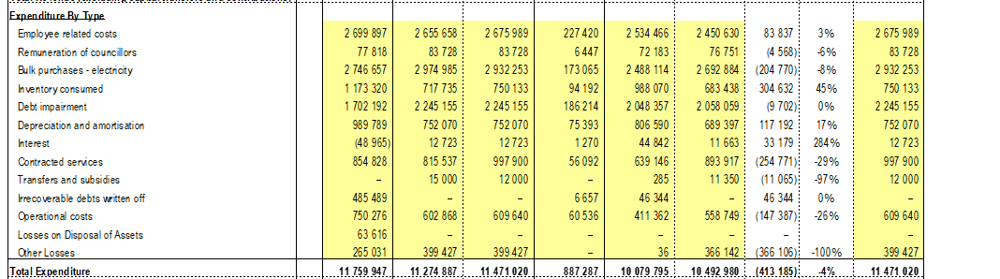 Expenditure By Type
Employee related costs 2 699 897 2 655 658 2 675 989 227 420 2 534 466 2 450 630 83 837 3% 2 675 989
Remuneration of councillors 77 818 83 728 83 728 6 447 72 183 76 751 (4 568) -6% 83 728
Bulk purchases - electricity 2 746 657 2 974 985 2 932 253 173 065 2 488 114 2 692 884 (204 770) -8% 2 932 253
Inventory consumed 1 173 320 717 735 750 133 94 192 988 070 683 438 304 632 45% 750 133
Debt impairment 1 702 192 2 245 155 2 245 155 186 214 2 048 357 2 058 059 (9 702) 0% 2 245 155
Depreciation and amortisation 989 789 752 070 752 070 75 393 806 590 689 397 117 192 17% 752 070
Interest (48 965) 12 723 12 723 1 270 44 842 11 663 33 179 284% 12 723
Contracted services 854 828 815 537 997 900 56 092 639 146 893 917 (254 771) -29% 997 900
Transfers and subsidies – 15 000 12 000 – 285 11 350 (11 065) -97% 12 000
Irrecoverable debts written off 485 489 – – 6 657 46 344 – 46 344 0% –
Operational costs 750 276 602 868 609 640 60 536 411 362 558 749 (147 387) -26% 609 640
Losses on Disposal of Assets 63 616 – – – – – – –
Other Losses 265 031 399 427 399 427 – 36 366 142 (366 106) -100% 399 427
Total Expenditure 11 759 947 11 274 887 11 471 020 887 287 10 079 795 10 492 980 (413 185) -4% 11 471 020